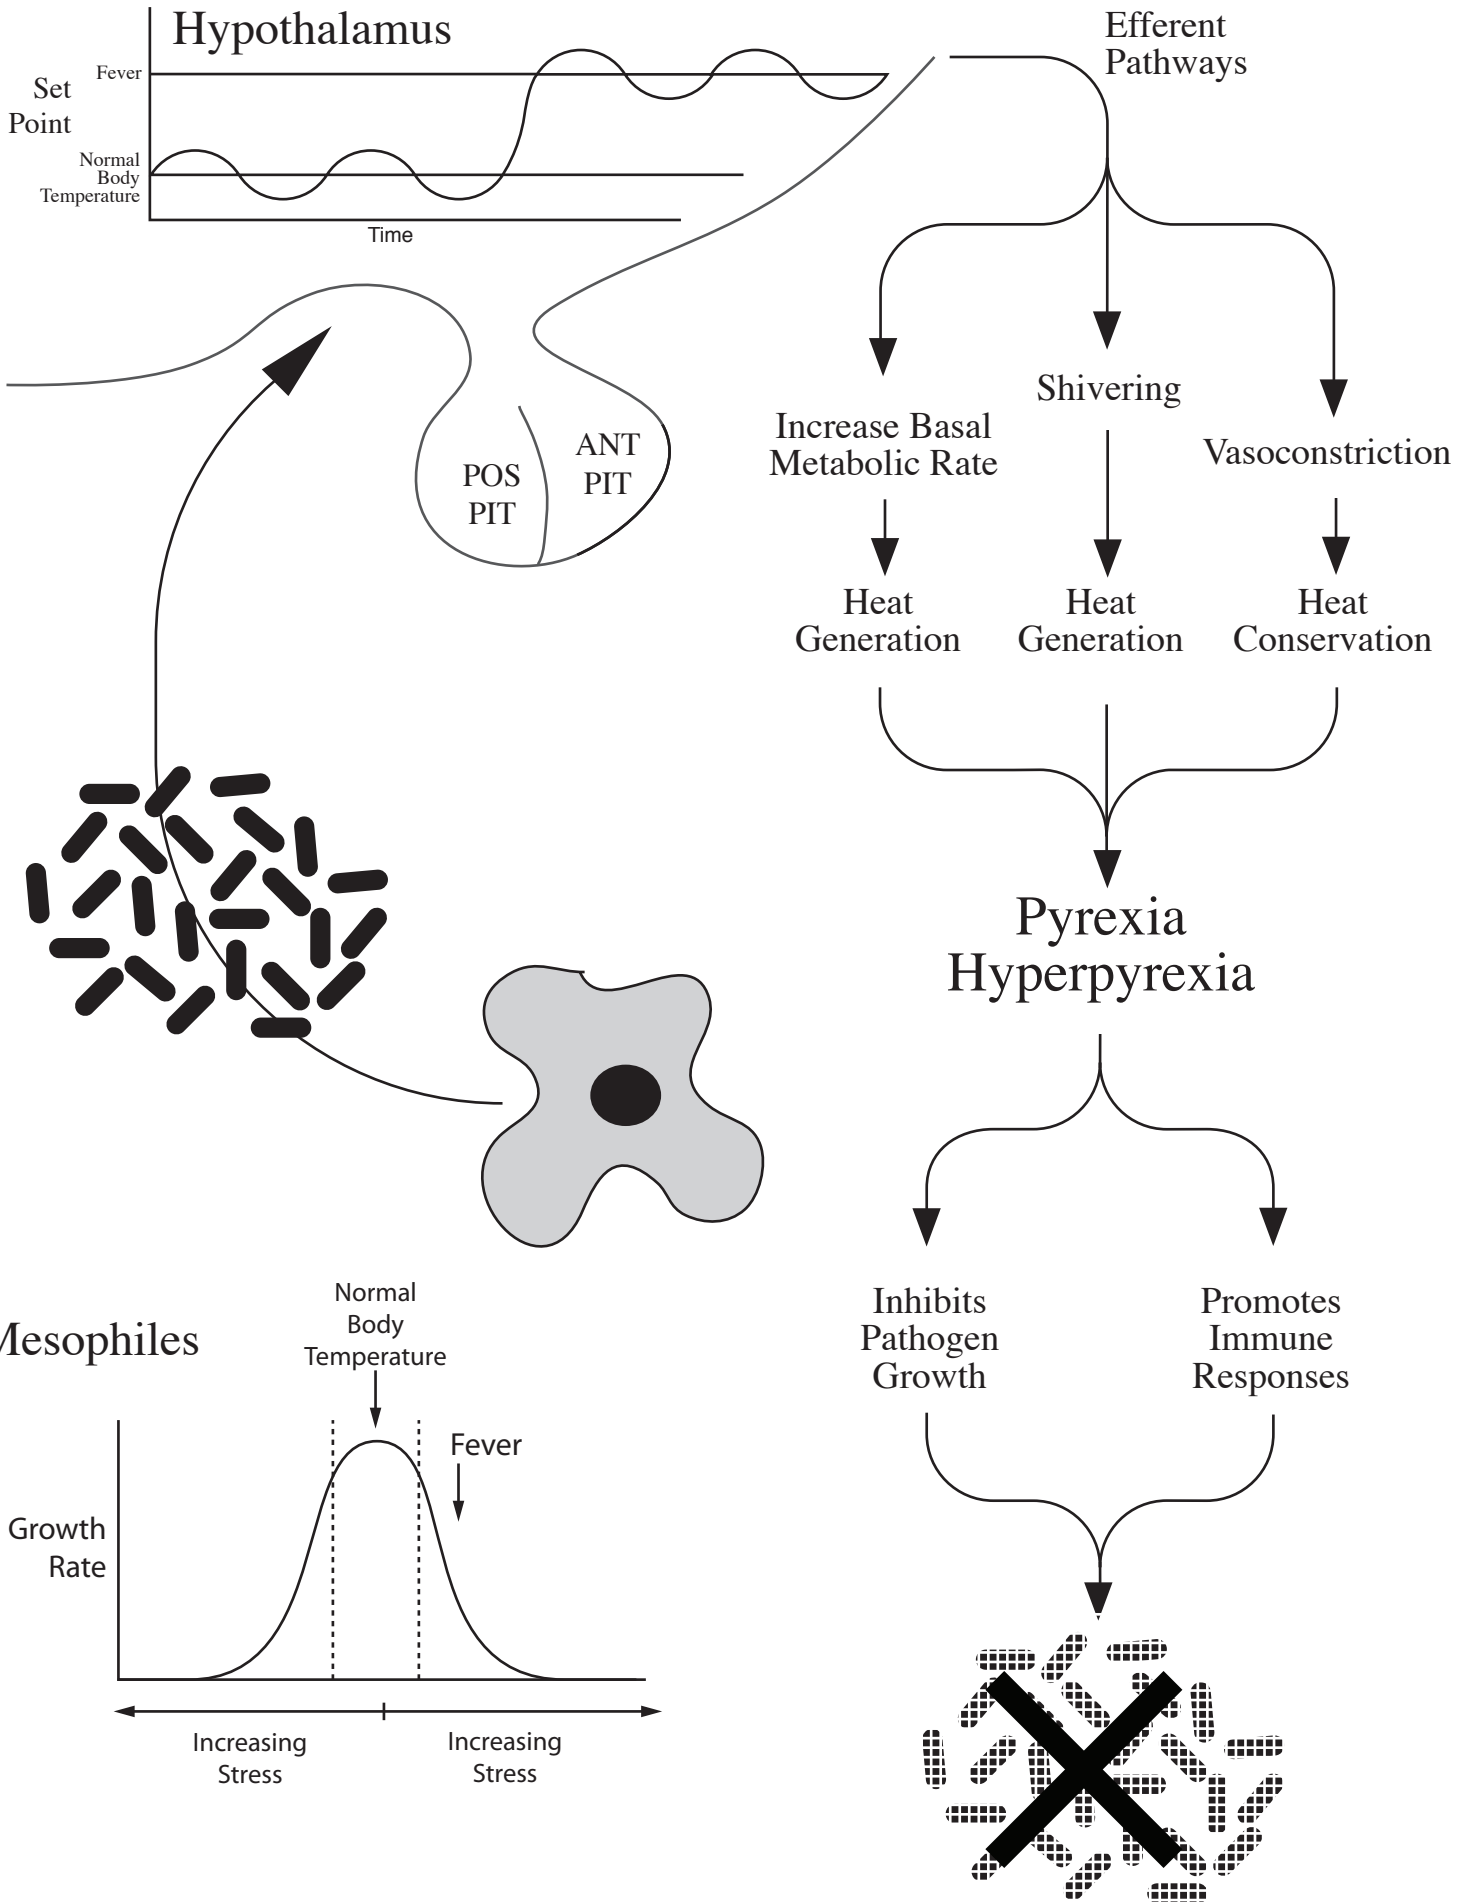 Hypothalamus
Set
Point
Fever
Normal
Body
Temperature
Time
POS
PIT
ANT
PIT
Efferent
Pathways
Increase Basal
Metabolic Rate
Shivering
Vasoconstriction
Heat
Generation
Heat
Generation
Heat
Conservation
Pyrexia
Hyperpyrexia
Inhibits
Pathogen
Growth
Promotes
Immune
Responses
Mesophiles
Normal
Body
Temperature
Fever
Growth
Rate
Increasing
Stress
Increasing
Stress